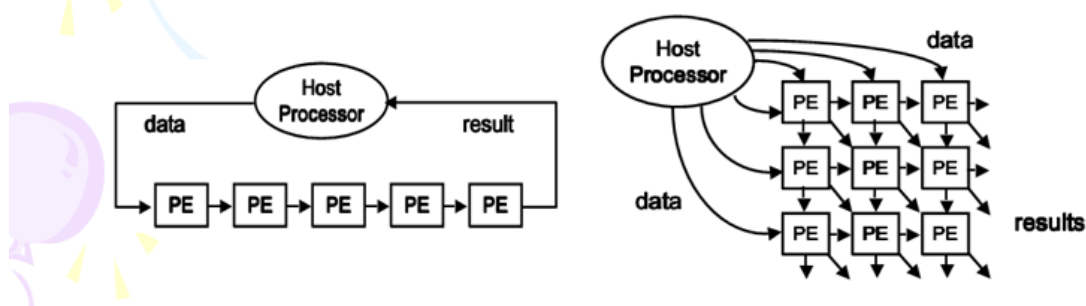 Host
Processor
data
result
PE PE PE PE PE
Host
Processor
data
PE PE PE
PE PE PE
data
PE PE PE
results